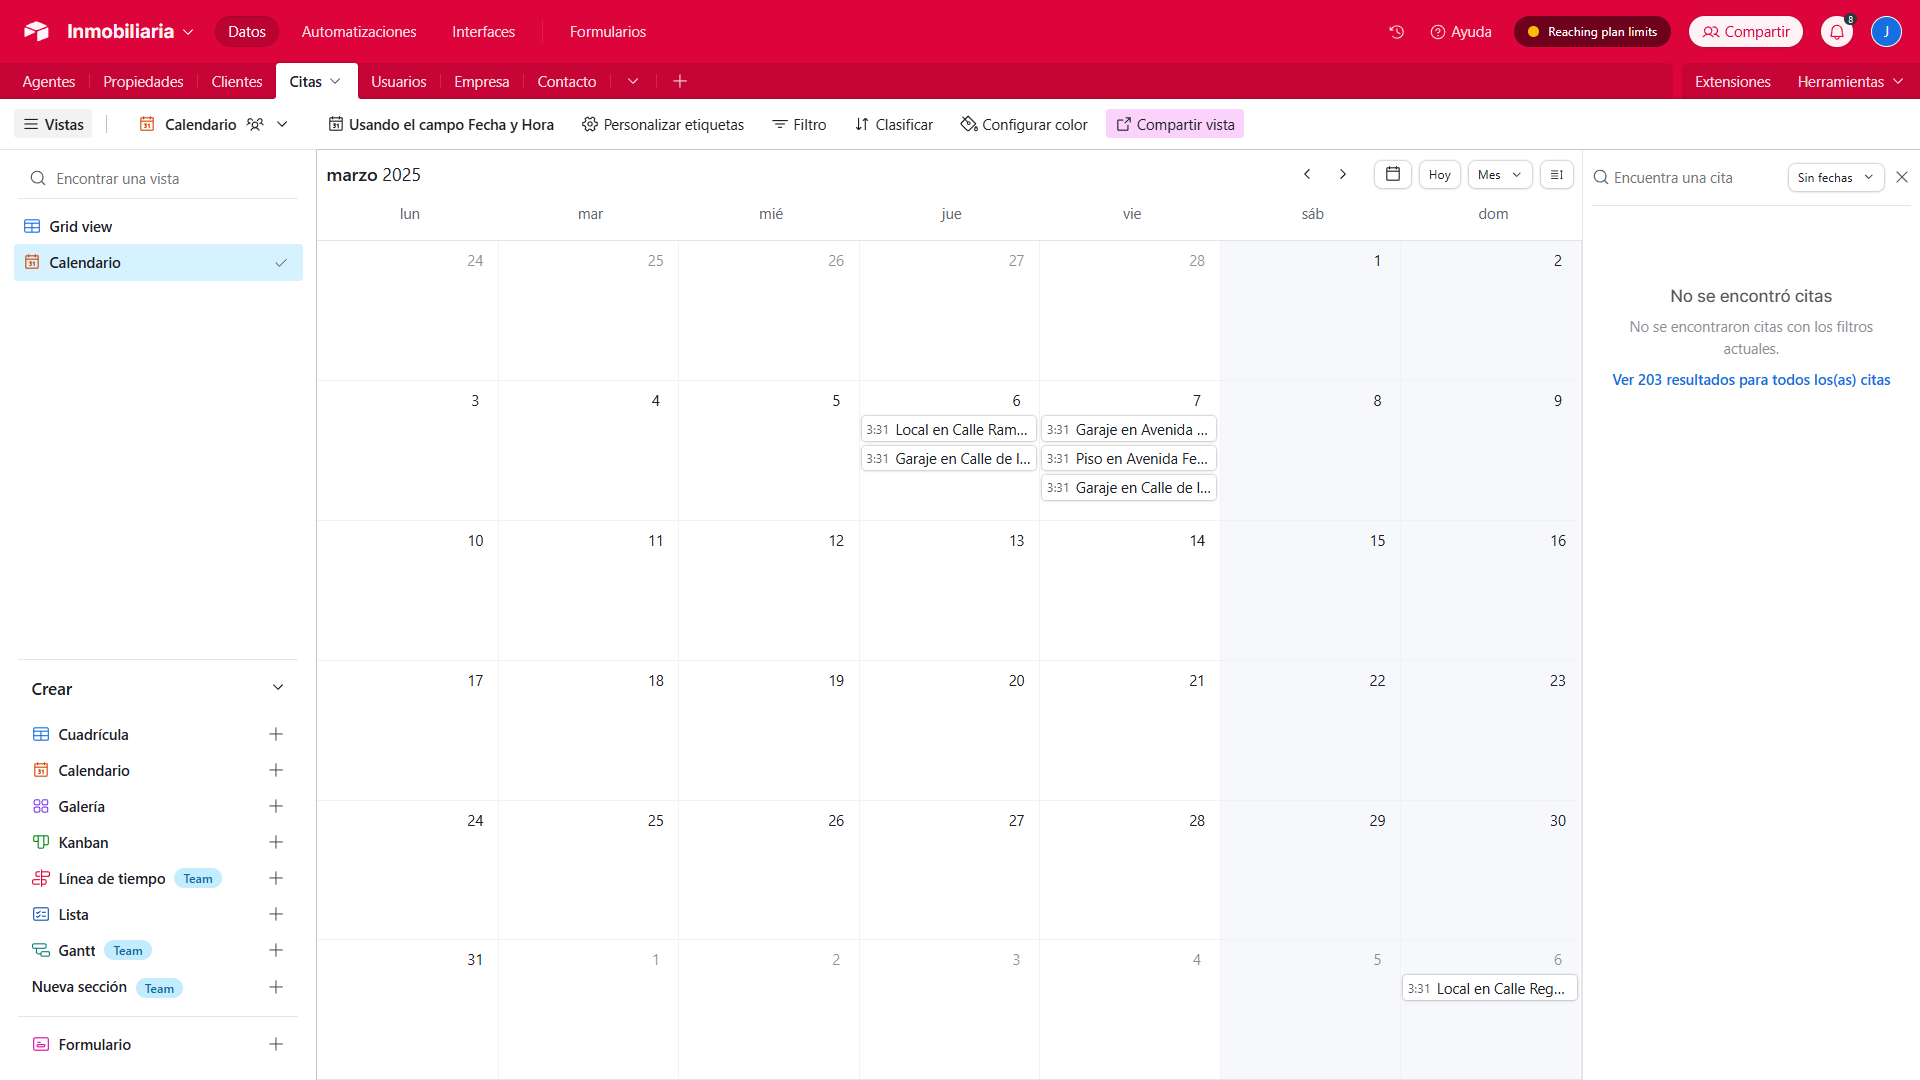 Inmobiliaria
Datos
Automatizaciones
Interfaces
Formularios
Ayuda
Reaching plan limits
Compartir
8
J
Agentes
Propiedades
Clientes
Citas
Usuarios
Empresa
Contacto
Extensiones
Herramientas
Vistas
Calendario
Usando el campo Fecha y Hora
Personalizar etiquetas
Filtro
Clasificar
Configurar color
Compartir vista
Encontrar una vista
Grid view
Calendario
Crear
Cuadrícula
Calendario
Galería
Kanban
Línea de tiempo Team
Lista
Gantt Team
Nueva sección Team
Formulario
marzo 2025
Hoy
Mes
lun mar mié jue vie sáb dom
24 25 26 27 28 1 2
3 4 5 6 7 8 9
3:31 Local en Calle Ram...
3:31 Garaje en Calle de l...
3:31 Garaje en Avenida ...
3:31 Piso en Avenida Fe...
3:31 Garaje en Calle de l...
10 11 12 13 14 15 16
17 18 19 20 21 22 23
24 25 26 27 28 29 30
31 1 2 3 4 5 6
3:31 Local en Calle Reg...
Encuentra una cita
Sin fechas
No se encontró citas
No se encontraron citas con los filtros
actuales.
Ver 203 resultados para todos los(as) citas